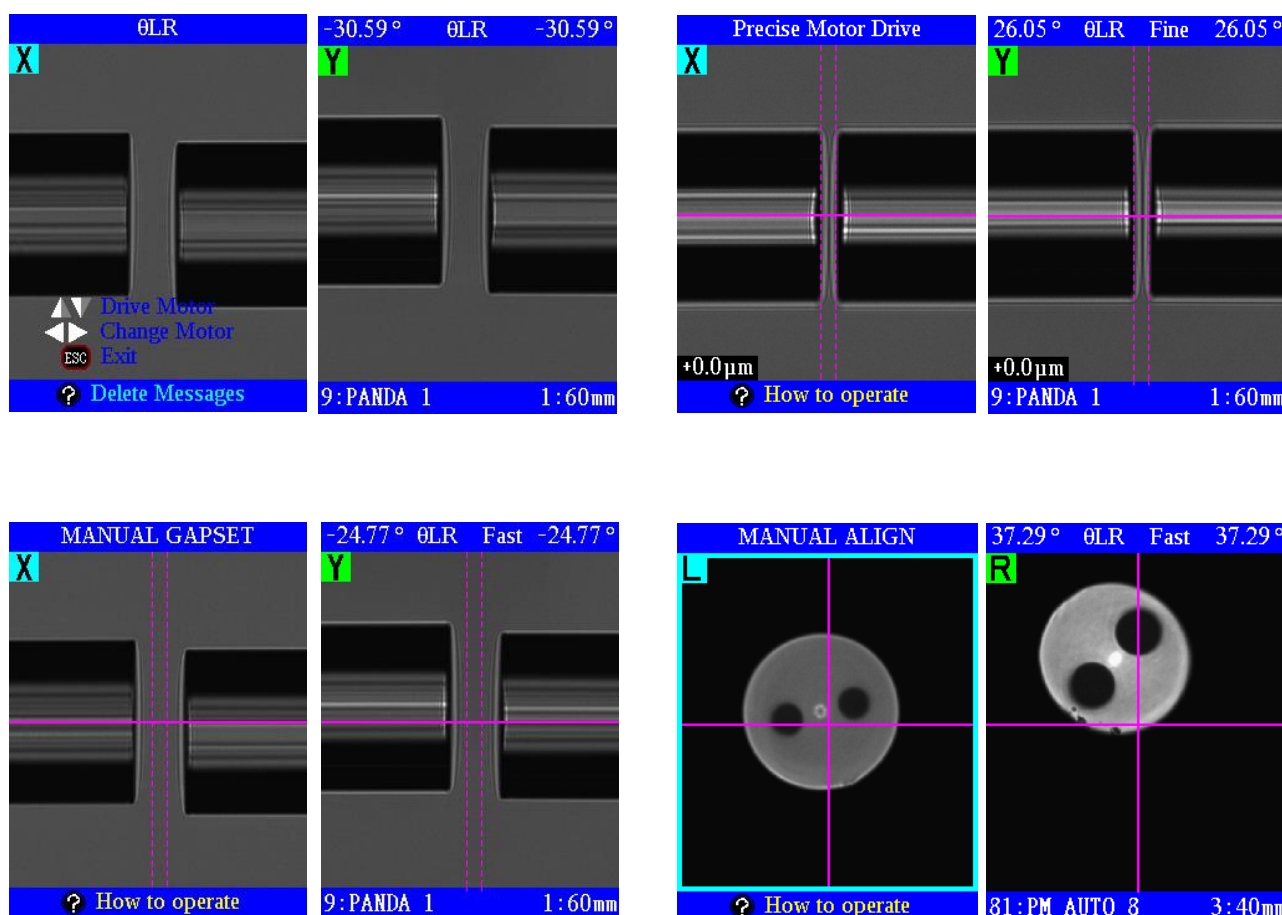 θLR
X
Drive Motor
Change Motor
ESC Exit
? Delete Messages
-30.59° θLR -30.59°
Y
9:PANDA 1 1:60mm
Precise Motor Drive
X
+0.0μm
? How to operate
26.05° θLR Fine 26.05°
Y
+0.0μm
9:PANDA 1 1:60mm
MANUAL GAPSET
X
? How to operate
-24.77° θLR Fast -24.77°
Y
9:PANDA 1 1:60mm
MANUAL ALIGN
L
? How to operate
37.29° θLR Fast 37.29°
R
81:PM AUTO 8 3:40mm